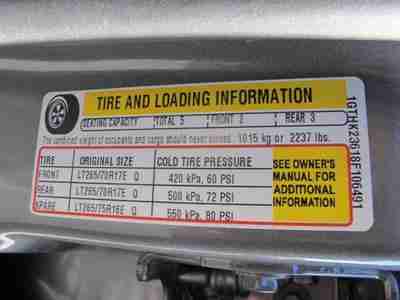 TIRE AND LOADING INFORMATION
SEATING CAPACITY TOTAL 5 FRONT 2 REAR 3
The combined weight of occupants and cargo should never exceed 1015 kg or 2237 lbs.
TIRE ORIGINAL SIZE COLD TIRE PRESSURE
FRONT LT265/70R17E Q 420 kPa, 60 PSI
REAR LT265/70R17E Q 500 kPa, 72 PSI
SPARE LT265/75R16E Q 550 kPa, 80 PSI
SEE OWNER'S
MANUAL FOR
ADDITIONAL
INFORMATION
1GTHK23618F106491